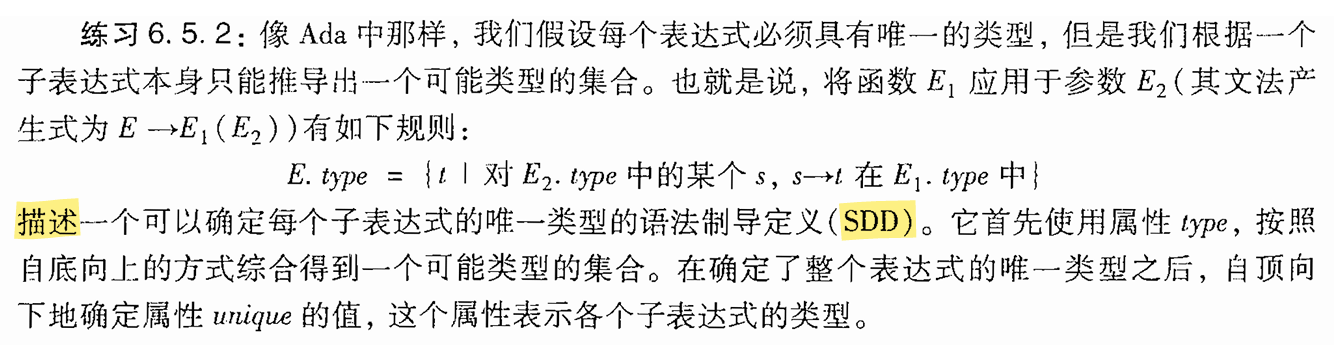 练习6.5.2：像 Ada 中那样，我们假设每个表达式必须具有唯一的类型，但是我们根据一个
子表达式本身只能推导出一个可能类型的集合。也就是说，将函数 E₁ 应用于参数 E₂(其文法产
生式为 E →E₁(E₂))有如下规则：
E. type = {t | 对 E₂. type 中的某个 s, s→t 在 E₁. type 中}
描述一个可以确定每个子表达式的唯一类型的语法制导定义(SDD)。它首先使用属性 type，按照
自底向上的方式综合得到一个可能类型的集合。在确定了整个表达式的唯一类型之后，自顶向
下地确定属性 unique 的值，这个属性表示各个子表达式的类型。